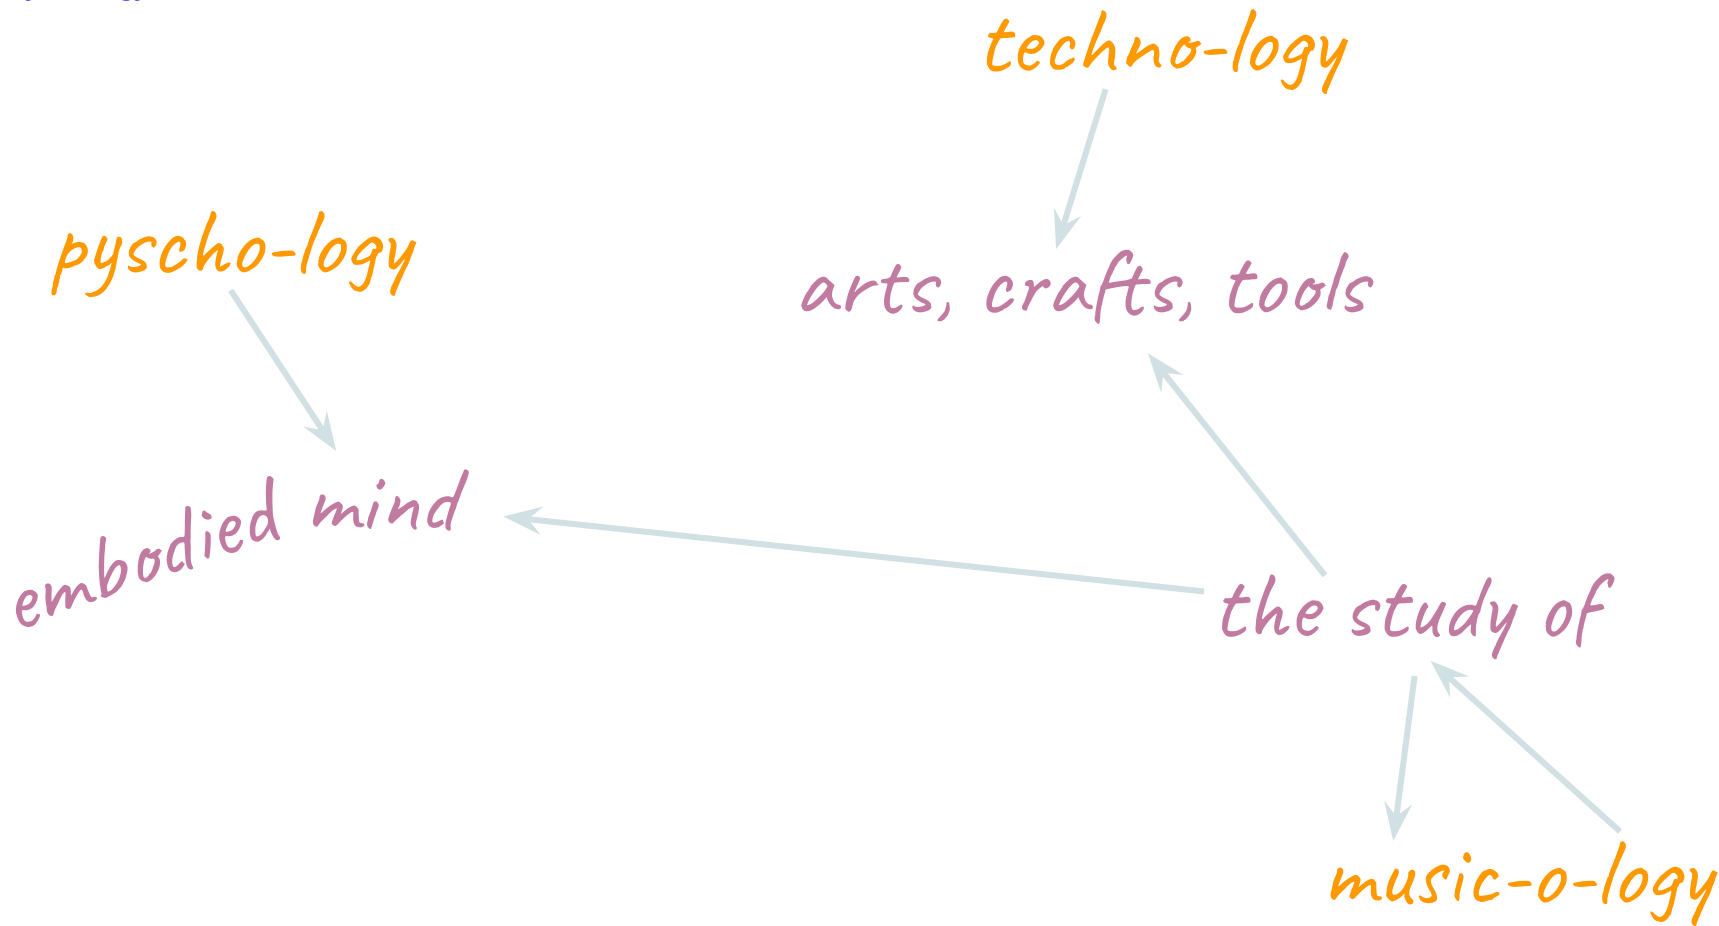 techno-logy
pyscho-logy
arts, crafts, tools
embodied mind
the study of
music-o-logy